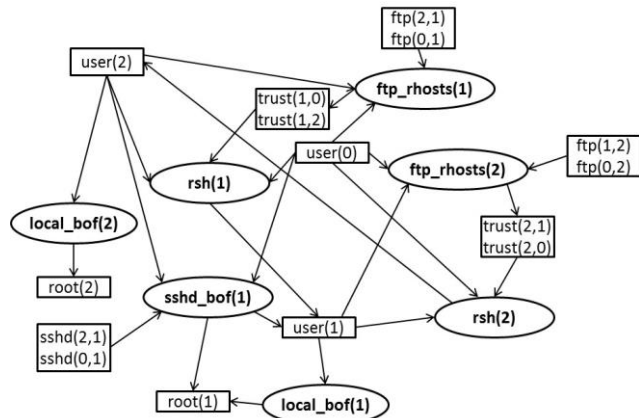 ftp(2,1)
ftp(0,1)
user(2)
ftp_rhosts(1)
trust(1,0)
trust(1,2)
user(0)
ftp_rhosts(2)
ftp(1,2)
ftp(0,2)
rsh(1)
local_bof(2)
trust(2,1)
trust(2,0)
root(2)
sshd_bof(1)
user(1)
rsh(2)
sshd(2,1)
sshd(0,1)
root(1)
local_bof(1)